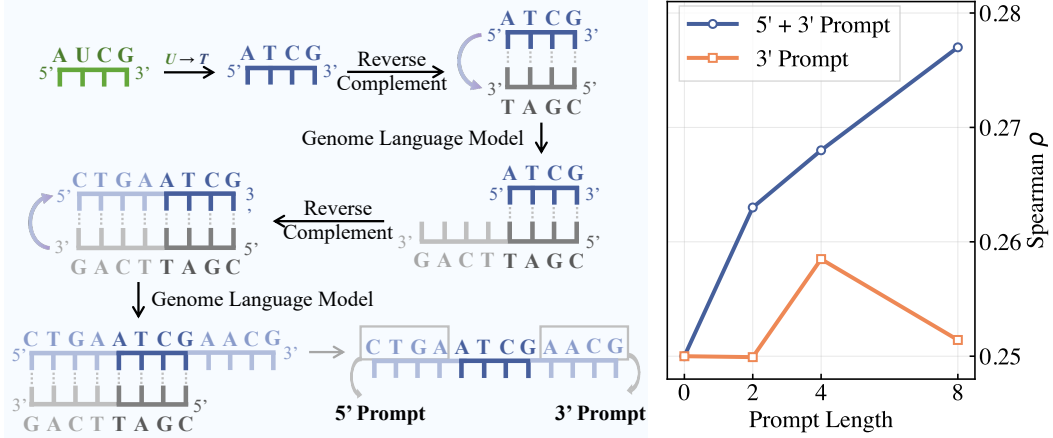 A U C G
5’ 3’
U → T
A T C G
5’ 3’
Reverse
Complement
A T C G
5’ 3’
3’ 5’
T A G C
Genome Language Model
A T C G
5’ 3’
3’ 5’
G A C T T A G C
Reverse
Complement
C T G A A T C G
5’ 3’
3’ 5’
G A C T T A G C
Genome Language Model
C T G A A T C G A A C G
5’ 3’
3’ 5’
G A C T T A G C
C T G A A T C G A A C G
5’ Prompt 3’ Prompt
5' + 3' Prompt
3' Prompt
0.28
0.27
0.26
0.25
Spearman ρ
0 2 4 8
Prompt Length